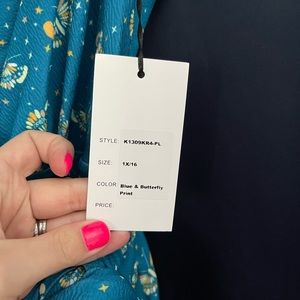 STYLE: K1309KR4-PL
SIZE: 1X/16
COLOR: Blue & Butterfly
Print
PRICE: